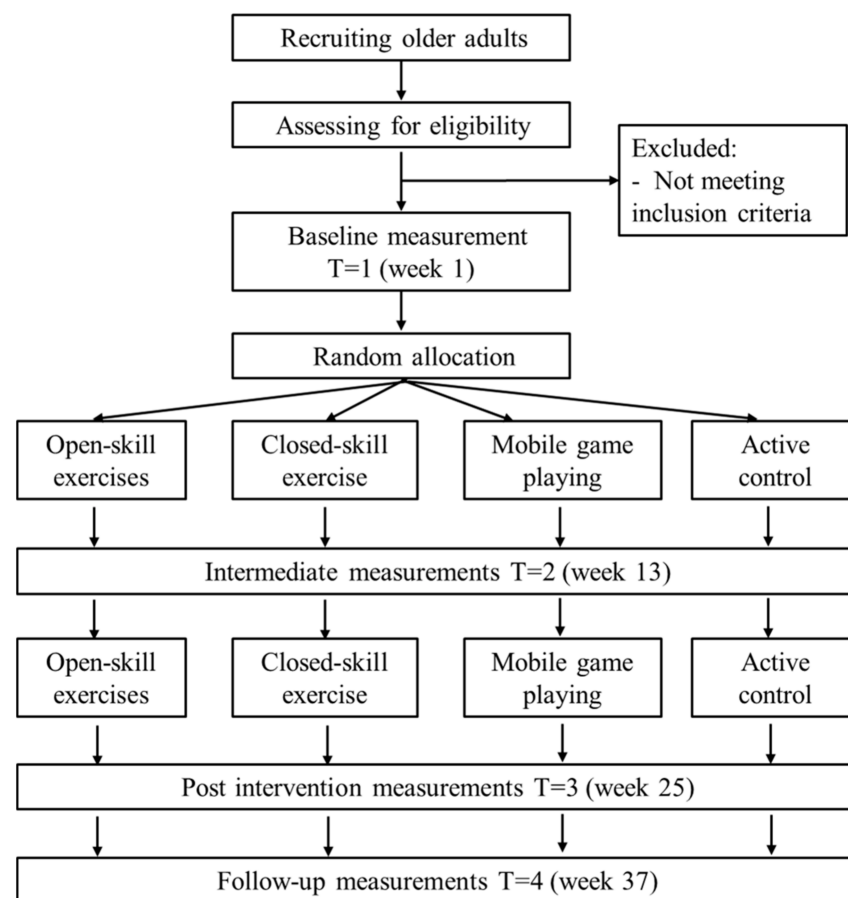 Recruiting older adults
Assessing for eligibility
Excluded:
- Not meeting
inclusion criteria
Baseline measurement
T=1 (week 1)
Random allocation
Open-skill
exercises
Closed-skill
exercise
Mobile game
playing
Active
control
Intermediate measurements T=2 (week 13)
Open-skill
exercises
Closed-skill
exercise
Mobile game
playing
Active
control
Post intervention measurements T=3 (week 25)
Follow-up measurements T=4 (week 37)